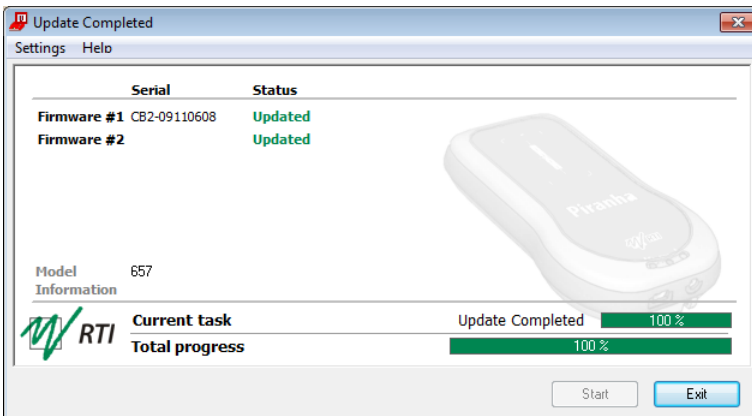 Update Completed
Settings Help
Serial Status
Firmware #1 CB2-09110608 Updated
Firmware #2 Updated
Piranha
Model 657
Information
RTI Current task Update Completed 100 %
Total progress 100 %
Start Exit